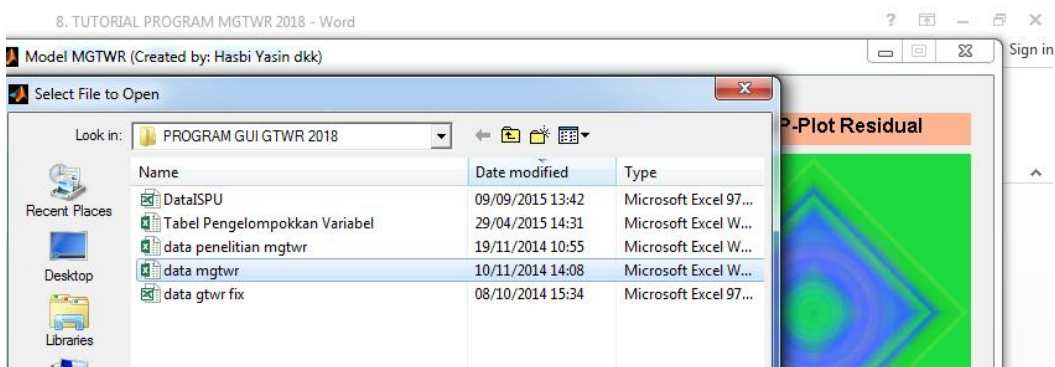 8. TUTORIAL PROGRAM MGTWR 2018 - Word
Sign in
Model MGTWR (Created by: Hasbi Yasin dkk)
Select File to Open
P-Plot Residual
Look in: PROGRAM GUI GTWR 2018
Name Date modified Type
DataISPU 09/09/2015 13:42 Microsoft Excel 97...
Tabel Pengelompokkan Variabel 29/04/2015 14:31 Microsoft Excel W...
data penelitian mgtwr 19/11/2014 10:55 Microsoft Excel W...
data mgtwr 10/11/2014 14:08 Microsoft Excel W...
data gtwr fix 08/10/2014 15:34 Microsoft Excel 97...
Recent Places
Desktop
Libraries